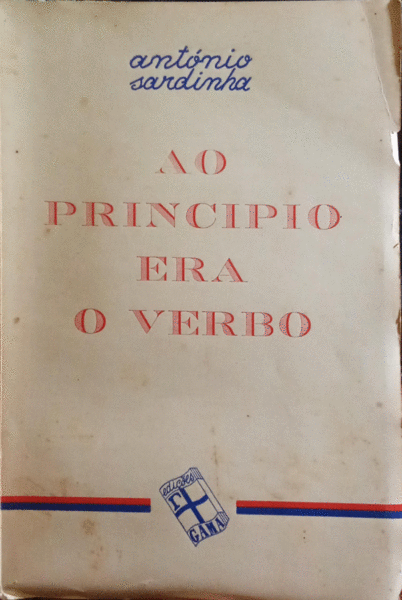 antónio
sardinha
AO
PRINCIPIO
ERA
O VERBO
edições
GAMA